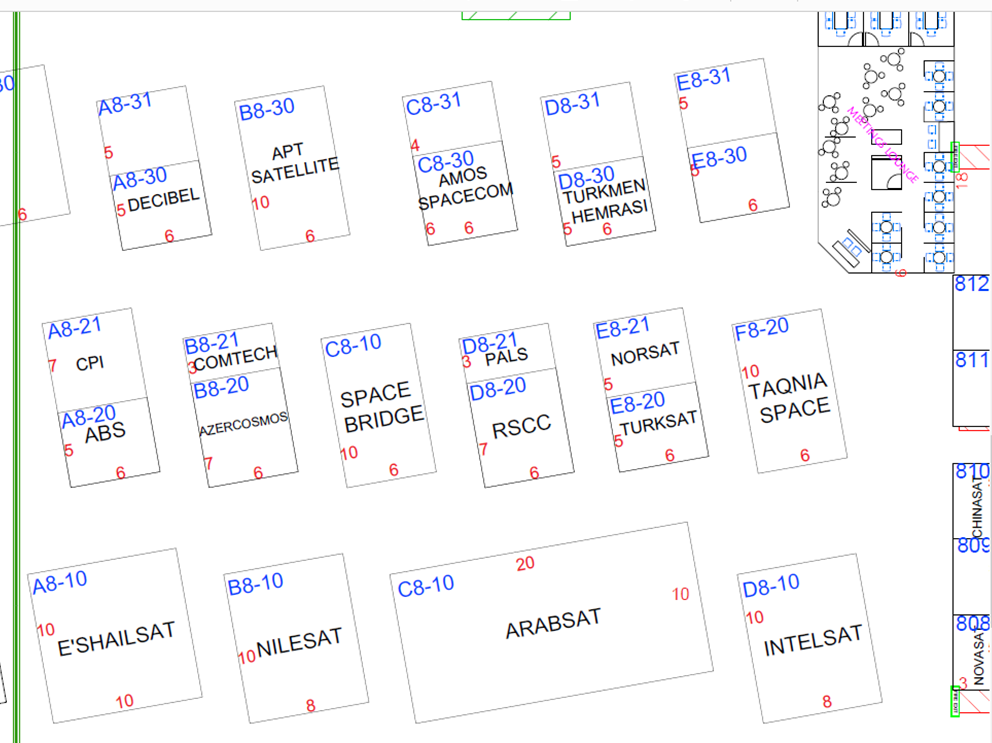 30
6
A8-31
5
A8-30
5 DECIBEL
6
B8-30
APT
SATELLITE
10
6
C8-31
4
C8-30
AMOS
SPACECOM
6
6
D8-31
5
D8-30
TURKMEN
HEMRASI
5
6
E8-31
5
E8-30
5
6
MEETINGS LOUNGE
18
6
812
811
810
CHINASAT
809
808
NOVASAT
3
A8-21
7
CPI
A8-20
ABS
5
6
B8-21
3
COMTECH
B8-20
AZERCOSMOS
7
6
C8-10
SPACE
BRIDGE
10
6
D8-21
3
PALS
D8-20
RSCC
7
6
E8-21
NORSAT
5
E8-20
TURKSAT
5
6
F8-20
10
TAQNIA
SPACE
6
A8-10
10
E'SHAILSAT
10
B8-10
10 NILESAT
8
C8-10
20
10
ARABSAT
D8-10
10
INTELSAT
8